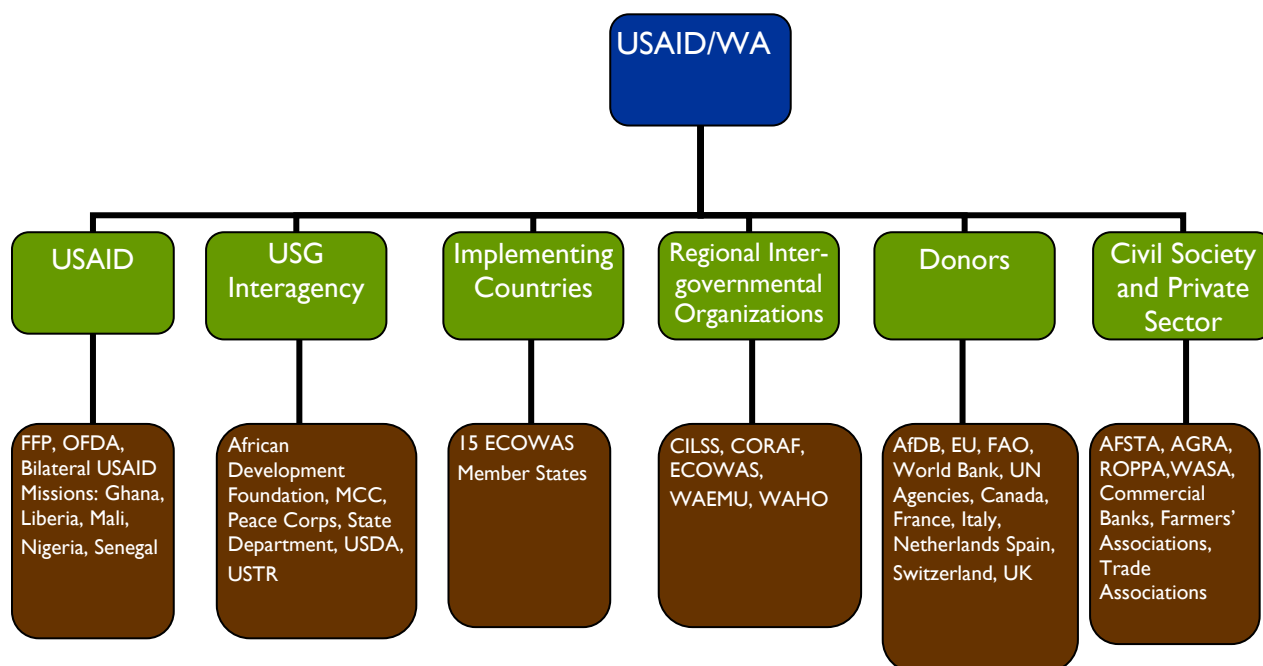 USAID/WA
USAID
USG
Interagency
Implementing
Countries
Regional Inter-
governmental
Organizations
Donors
Civil Society
and Private
Sector
FFP, OFDA,
Bilateral USAID
Missions: Ghana,
Liberia, Mali,
Nigeria, Senegal
African
Development
Foundation, MCC,
Peace Corps, State
Department, USDA,
USTR
15 ECOWAS
Member States
CILSS, CORAF,
ECOWAS,
WAEMU, WAHO
AfDB, EU, FAO,
World Bank, UN
Agencies, Canada,
France, Italy,
Netherlands Spain,
Switzerland, UK
AFSTA, AGRA,
ROPPA,WASA,
Commercial
Banks, Farmers’
Associations,
Trade
Associations